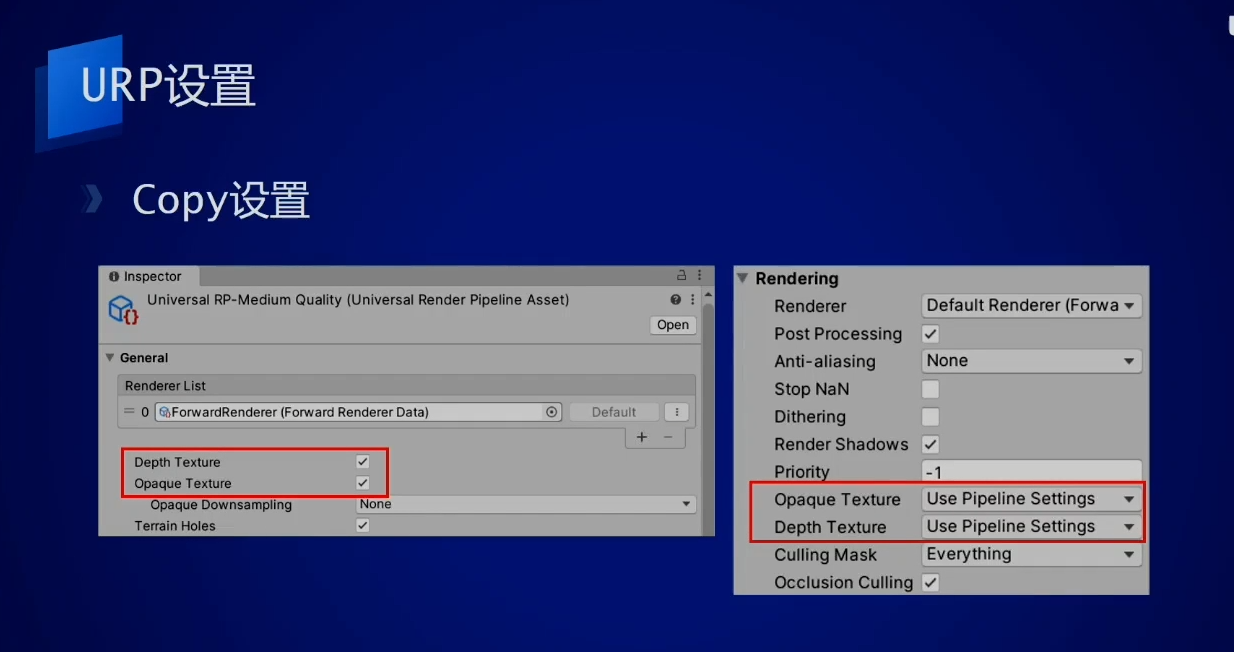 URP设置
Copy设置
Inspector
Universal RP-Medium Quality (Universal Render Pipeline Asset)
Open
General
Renderer List
0 ForwardRenderer (Forward Renderer Data) Default
Depth Texture
Opaque Texture
Opaque Downsampling None
Terrain Holes
Rendering
Renderer Default Renderer (Forwa
Post Processing
Anti-aliasing None
Stop NaN
Dithering
Render Shadows
Priority -1
Opaque Texture Use Pipeline Settings
Depth Texture Use Pipeline Settings
Culling Mask Everything
Occlusion Culling